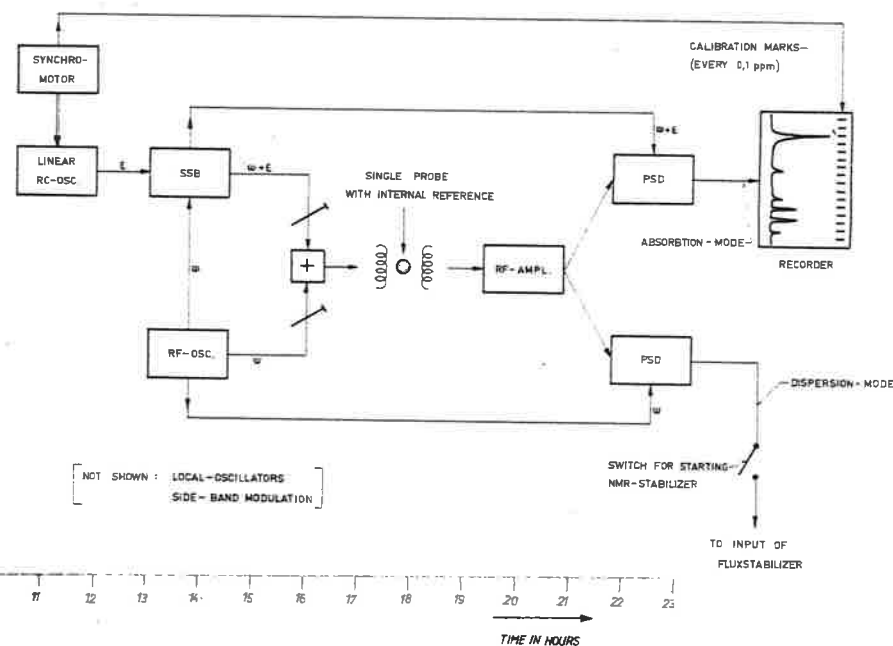 CALIBRATION MARKS—
(EVERY 0,1 ppm)
SYNCHRO-
MOTOR
LINEAR
RC-OSC.
E
SSB
ω+E
ω+E
SINGLE PROBE
WITH INTERNAL REFERENCE
PSD
ABSORBTION-MODE
RECORDER
+
RF-AMPL.
ω
RF-OSC.
ω
PSD
ω
DISPERSION-MODE
SWITCH FOR STARTING
NMR-STABILIZER
NOT SHOWN : LOCAL-OSCILLATORS
SIDE-BAND MODULATION
TO INPUT OF
FLUXSTABILIZER
11 12 13 14 15 16 17 18 19 20 21 22 23
TIME IN HOURS